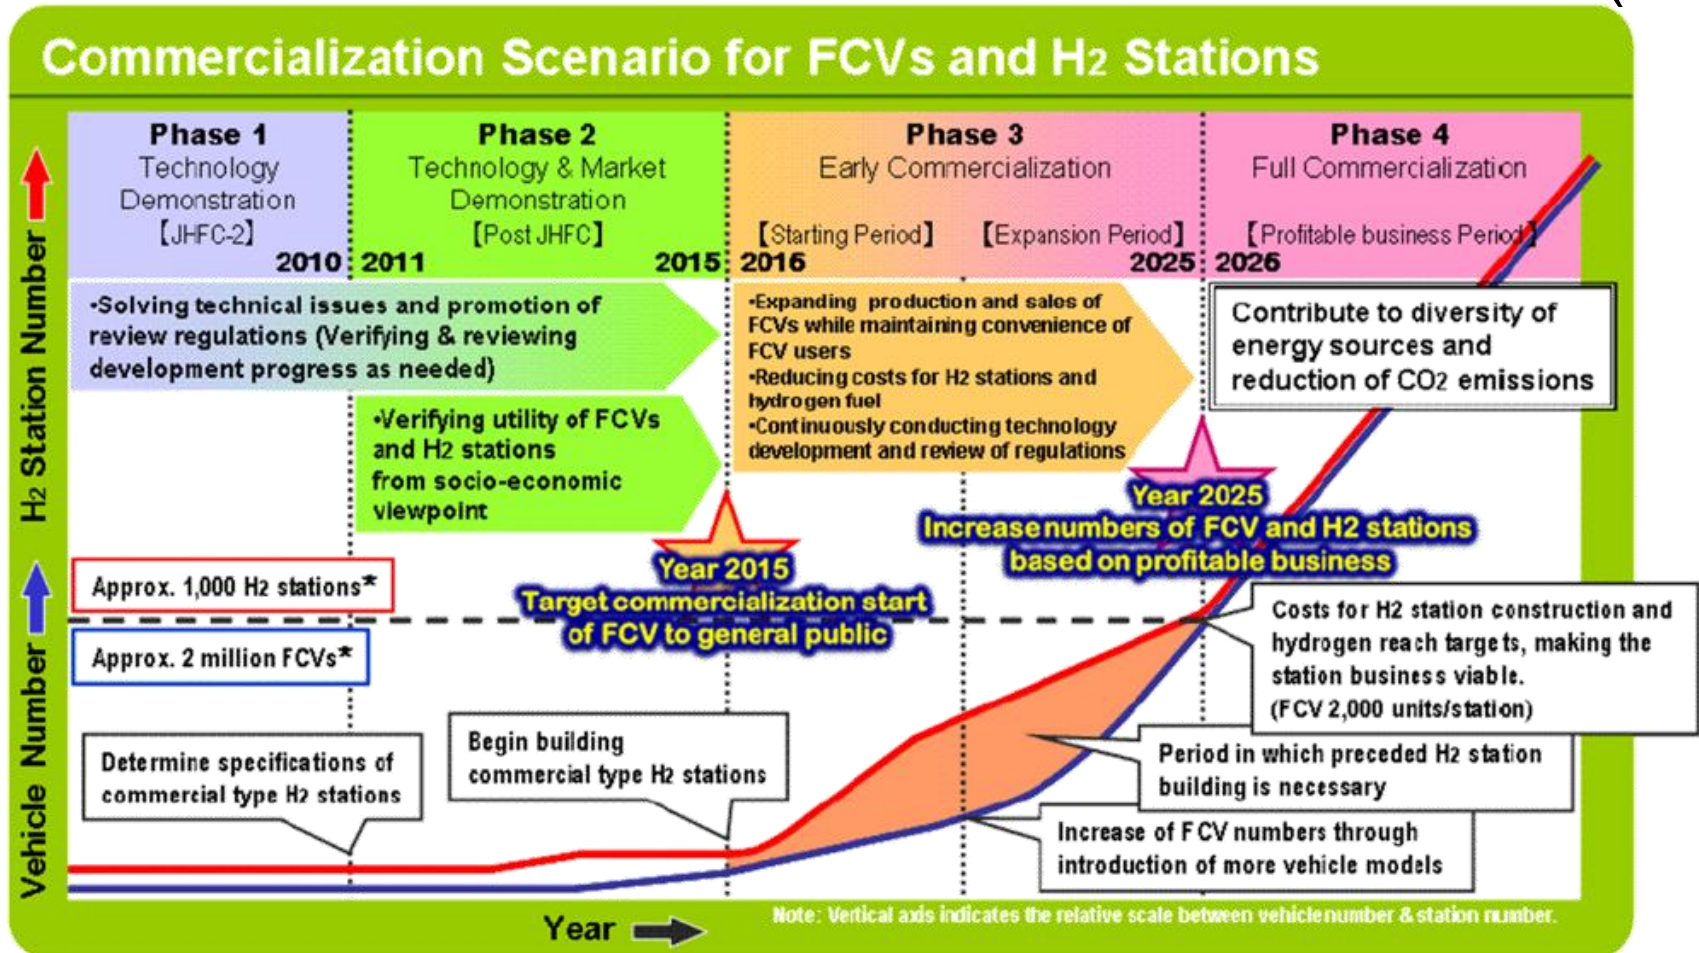 Commercialization Scenario for FCVs and H2 Stations
Phase 1
Technology
Demonstration
【JHFC-2】
2010
Phase 2
Technology & Market
Demonstration
【Post JHFC】
2011
2015
Phase 3
Early Commercialization
【Starting Period】
【Expansion Period】
2016
2025
Phase 4
Full Commercialization
【Profitable business Period】
2026
H2 Station Number
Vehicle Number
•Solving technical issues and promotion of
review regulations (Verifying & reviewing
development progress as needed)
•Verifying utility of FCVs
and H2 stations
from socio-economic
viewpoint
•Expanding production and sales of
FCVs while maintaining convenience of
FCV users
•Reducing costs for H2 stations and
hydrogen fuel
•Continuously conducting technology
development and review of regulations
Contribute to diversity of
energy sources and
reduction of CO2 emissions
Year 2025
Increase numbers of FCV and H2 stations
based on profitable business
Year 2015
Target commercialization start
of FCV to general public
Approx. 1,000 H2 stations*
Approx. 2 million FCVs*
Costs for H2 station construction and
hydrogen reach targets, making the
station business viable.
(FCV 2,000 units/station)
Determine specifications of
commercial type H2 stations
Begin building
commercial type H2 stations
Period in which preceded H2 station
building is necessary
Increase of FCV numbers through
introduction of more vehicle models
Note: Vertical axis indicates the relative scale between vehicle number & station number.
Year